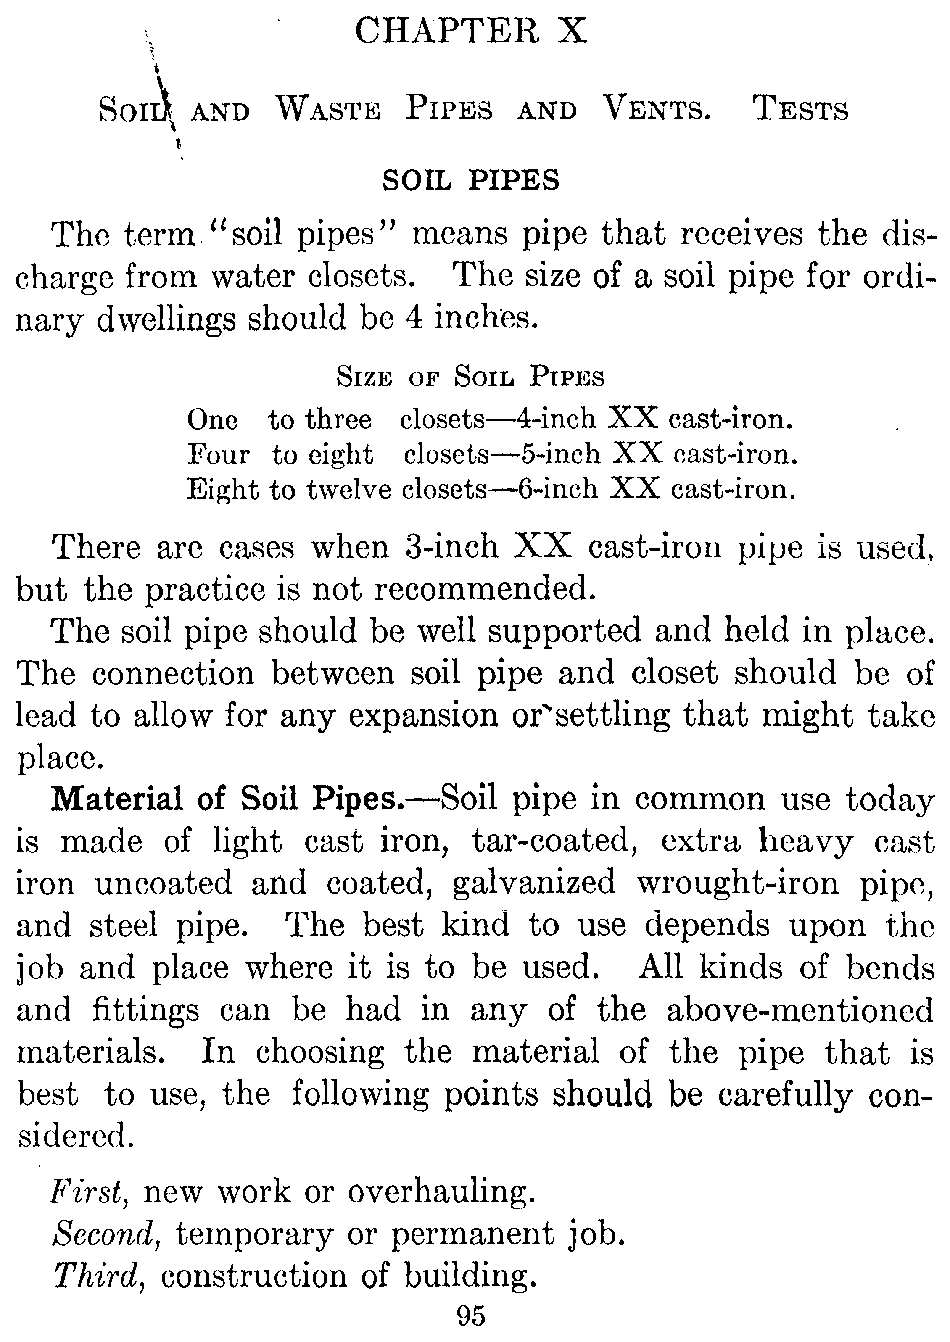 CHAPTER X
SOIL AND WASTE PIPES AND VENTS. TESTS
SOIL PIPES
The term "soil pipes" means pipe that receives the dis-
charge from water closets. The size of a soil pipe for ordi-
nary dwellings should be 4 inches.
SIZE OF SOIL PIPES
One to three closets—4-inch XX cast-iron.
Four to eight closets—5-inch XX cast-iron.
Eight to twelve closets—6-inch XX cast-iron.
There are cases when 3-inch XX cast-iron pipe is used,
but the practice is not recommended.
The soil pipe should be well supported and held in place.
The connection between soil pipe and closet should be of
lead to allow for any expansion or settling that might take
place.
Material of Soil Pipes.—Soil pipe in common use today
is made of light cast iron, tar-coated, extra heavy cast
iron uncoated and coated, galvanized wrought-iron pipe,
and steel pipe. The best kind to use depends upon the
job and place where it is to be used. All kinds of bends
and fittings can be had in any of the above-mentioned
materials. In choosing the material of the pipe that is
best to use, the following points should be carefully con-
sidered.
First, new work or overhauling.
Second, temporary or permanent job.
Third, construction of building.
95